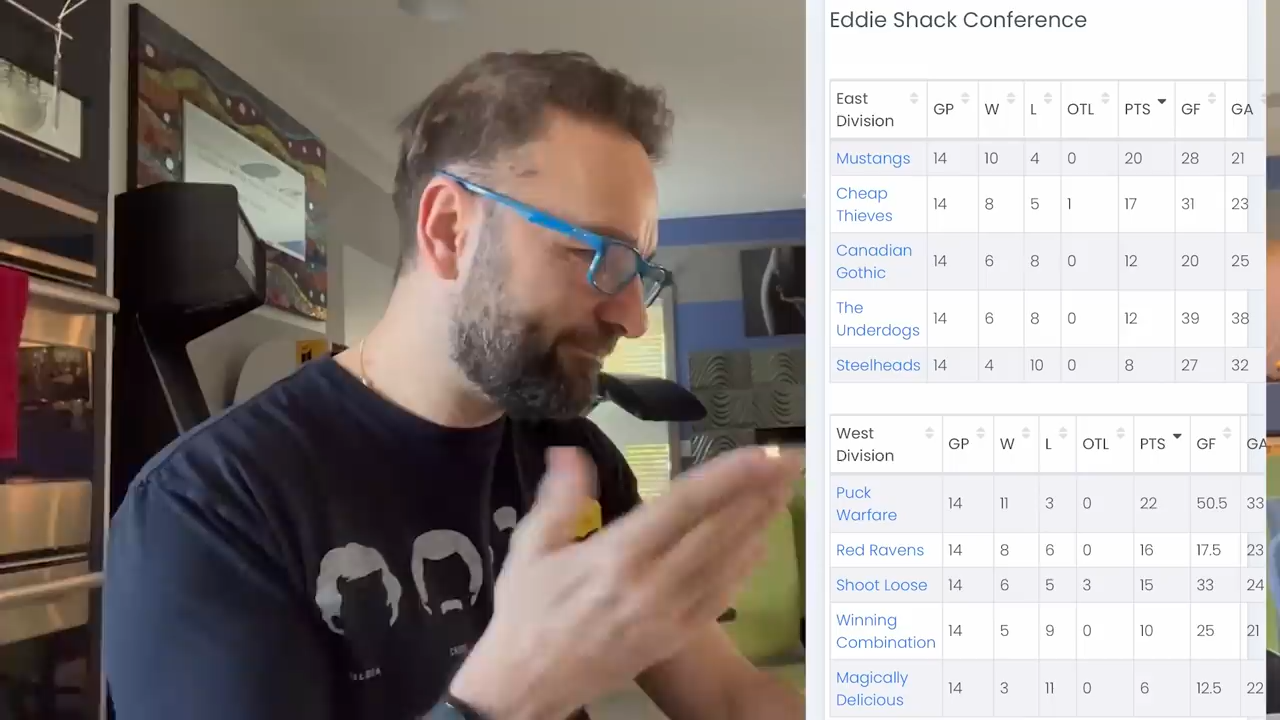 Eddie Shack Conference
East Division GP W L OTL PTS GF GA
Mustangs 14 10 4 0 20 28 21
Cheap Thieves 14 8 5 1 17 31 23
Canadian Gothic 14 6 8 0 12 20 25
The Underdogs 14 6 8 0 12 39 38
Steelheads 14 4 10 0 8 27 32
West Division GP W L OTL PTS GF GA
Puck Warfare 14 11 3 0 22 50.5 33
Red Ravens 14 8 6 0 16 17.5 23
Shoot Loose 14 6 5 3 15 33 24
Winning Combination 14 5 9 0 10 25 21
Magically Delicious 14 3 11 0 6 12.5 22